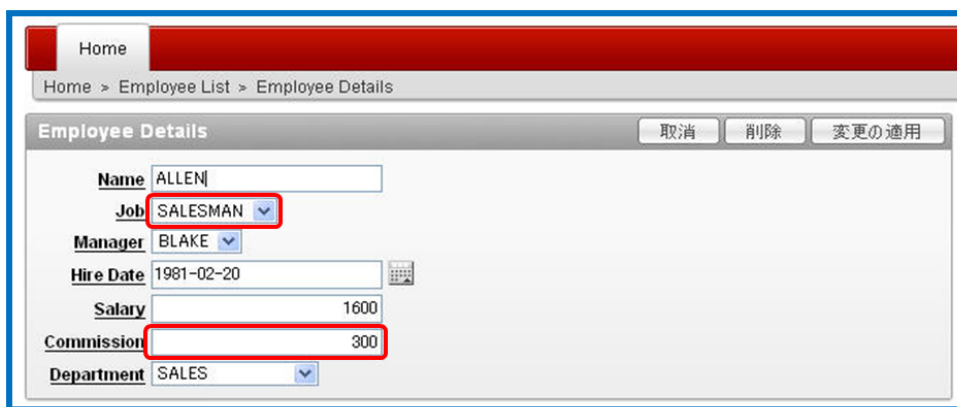 Home
Home > Employee List > Employee Details
Employee Details 取消 削除 変更の適用
Name ALLEN
Job SALESMAN
Manager BLAKE
Hire Date 1981-02-20
Salary 1600
Commission 300
Department SALES